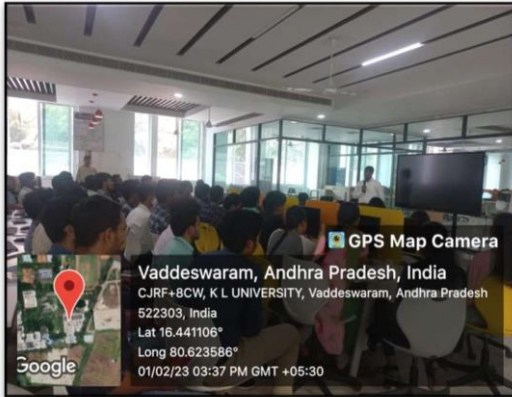 GPS Map Camera
Vaddeswaram, Andhra Pradesh, India
CJRF+8CW, K L UNIVERSITY, Vaddeswaram, Andhra Pradesh
522303, India
Lat 16.441106°
Long 80.623586°
01/02/23 03:37 PM GMT +05:30
Google